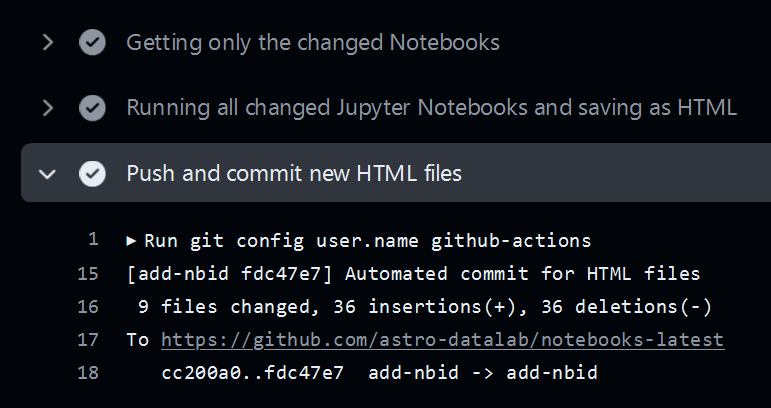 Getting only the changed Notebooks
Running all changed Jupyter Notebooks and saving as HTML
Push and commit new HTML files
1 ▶ Run git config user.name github-actions
15 [add-nbid fdc47e7] Automated commit for HTML files
16  9 files changed, 36 insertions(+), 36 deletions(-)
17 To https://github.com/astro-datalab/notebooks-latest
18    cc200a0..fdc47e7  add-nbid -> add-nbid